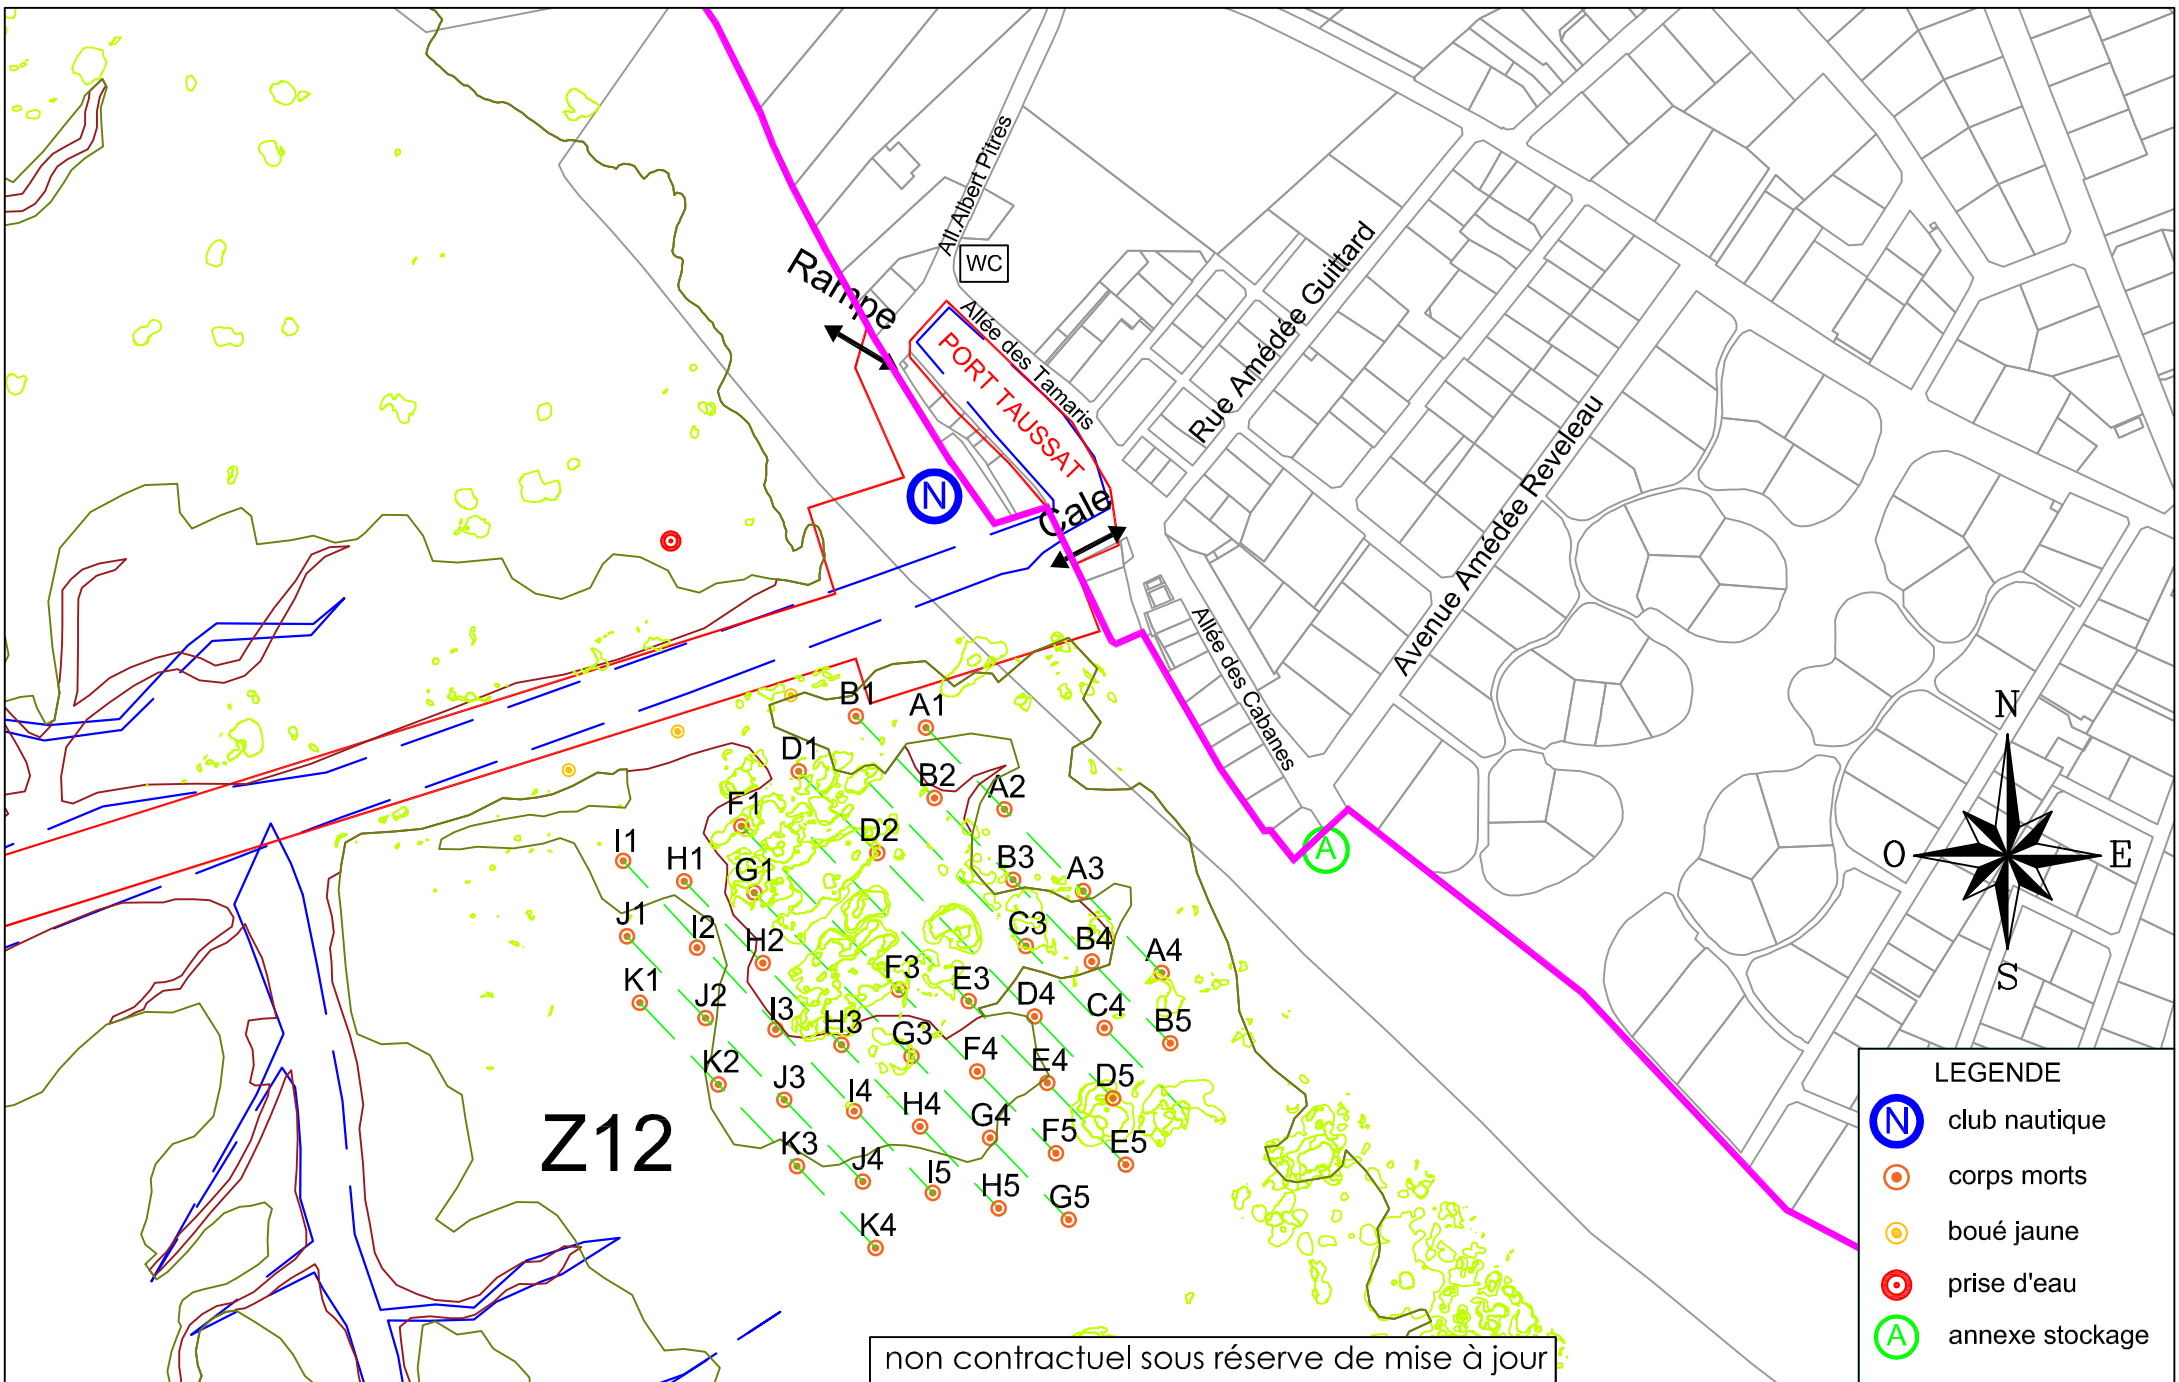 All.Albert Pitres
WC
Rampe
Allée des Tamaris
PORT TAUSSAT
Rue Amédée Guittard
N
Cale
Avenue Amédée Reveleau
Allée des Cabanes
A
N
O
E
S
B1
A1
D1
B2
A2
F1
D2
I1
H1
G1
B3
A3
J1
I2
H2
C3
B4
A4
K1
J2
I3
H3
F3
E3
D4
C4
B5
G3
K2
J3
I4
H4
F4
E4
D5
G4
F5
E5
K3
J4
I5
H5
G5
K4
Z12
LEGENDE
N club nautique
corps morts
boué jaune
prise d'eau
A annexe stockage
non contractuel sous réserve de mise à jour